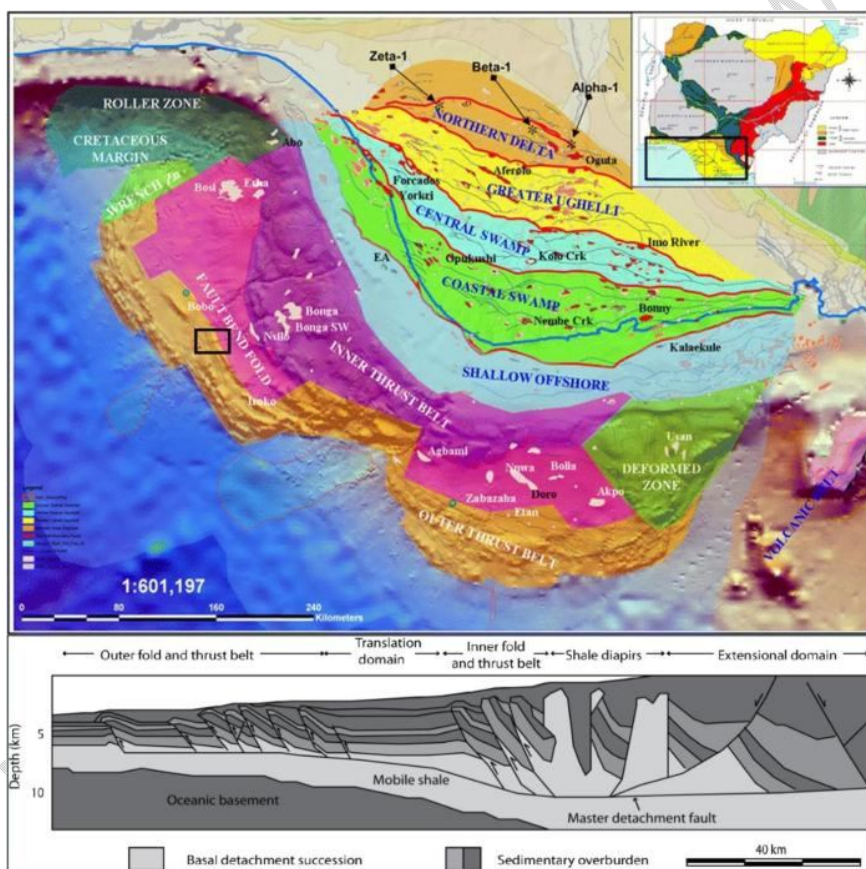 Zeta-1
Beta-1
Alpha-1
ROLLER ZONE
CRETACEOUS
MARGIN
WRENCH Zn
Abo
NORTHERN DELTA
Oguta
Aferolo
GREATER UGHELLI
Bosi
Erha
Forcados
Yorkri
CENTRAL SWAMP
Imo River
EA
Opukushi
Kolo Crk
COASTAL SWAMP
Bobo
FAULT BEND FOLD
Bonga
Bonga SW
Nsiko
Nembe Crk
Bonny
Kalaekule
INNER THRUST BELT
SHALLOW OFFSHORE
Iroko
Agbami
Usan
DEFORMED
ZONE
Nnwa
Bolia
Zabazaba
Doro
Akpo
Etan
OUTER THRUST BELT
VOLCANIC BELT
Legend
1:601,197
0 40 80 160 240
Kilometers
Outer fold and thrust belt
Translation
domain
Inner fold
and thrust belt
Shale diapirs
Extensional domain
Depth (km)
5
10
Mobile shale
Oceanic basement
Master detachment fault
Basal detachment succession
Sedimentary overburden
40 km